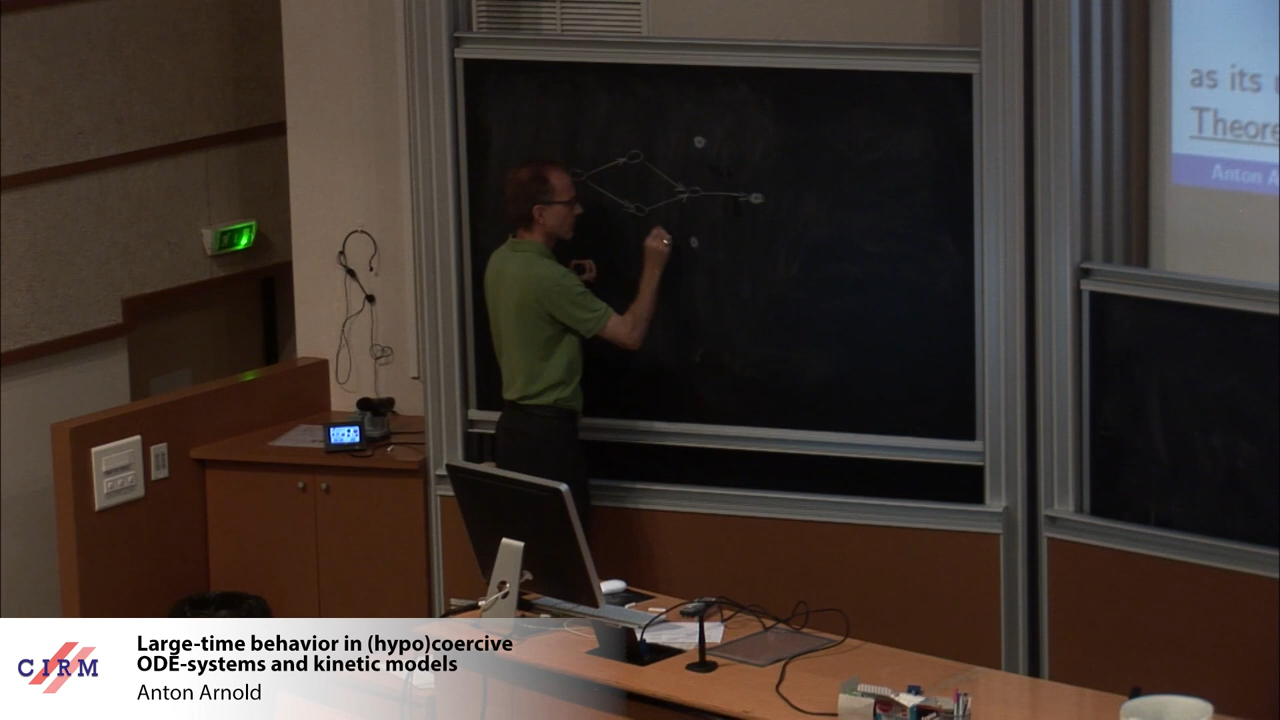 as its
Theore
Anton A
CIRM
Large-time behavior in (hypo)coercive
ODE-systems and kinetic models
Anton Arnold